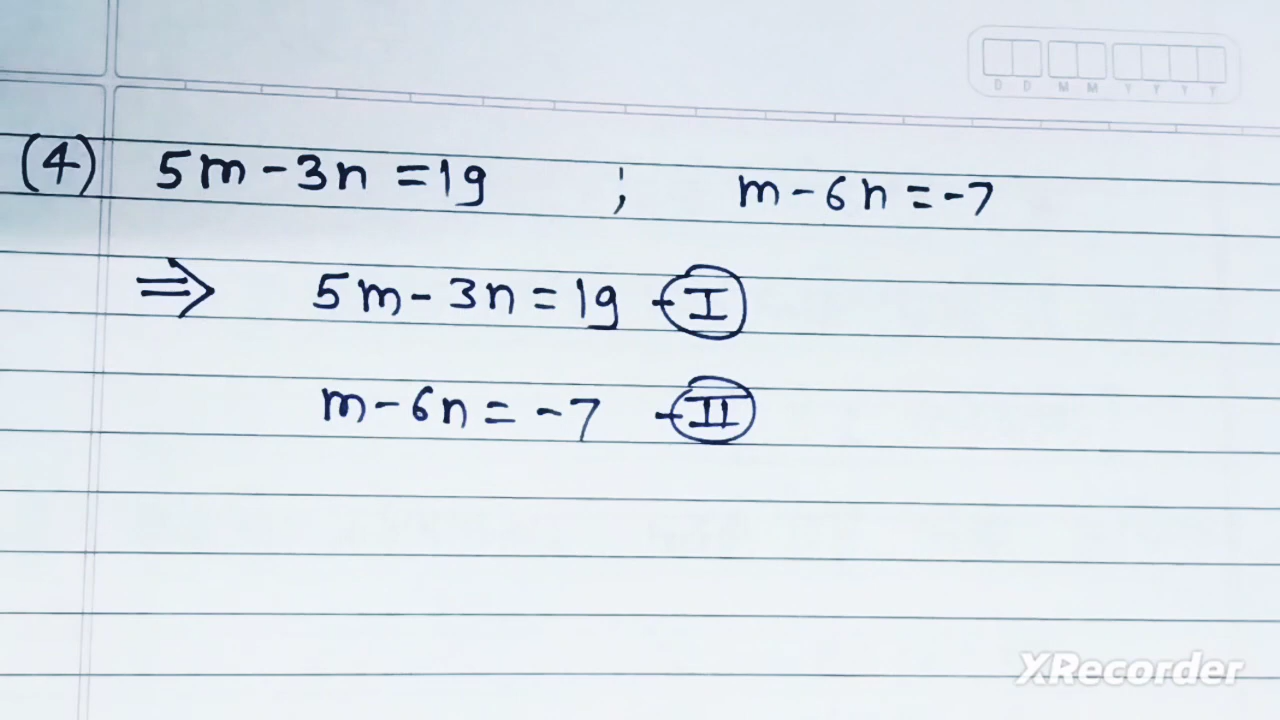 D D M M Y Y Y Y
(4) 5m - 3n = 19 ; m - 6n = -7
⇒ 5m - 3n = 19 - I
m - 6n = -7 - II
XRecorder